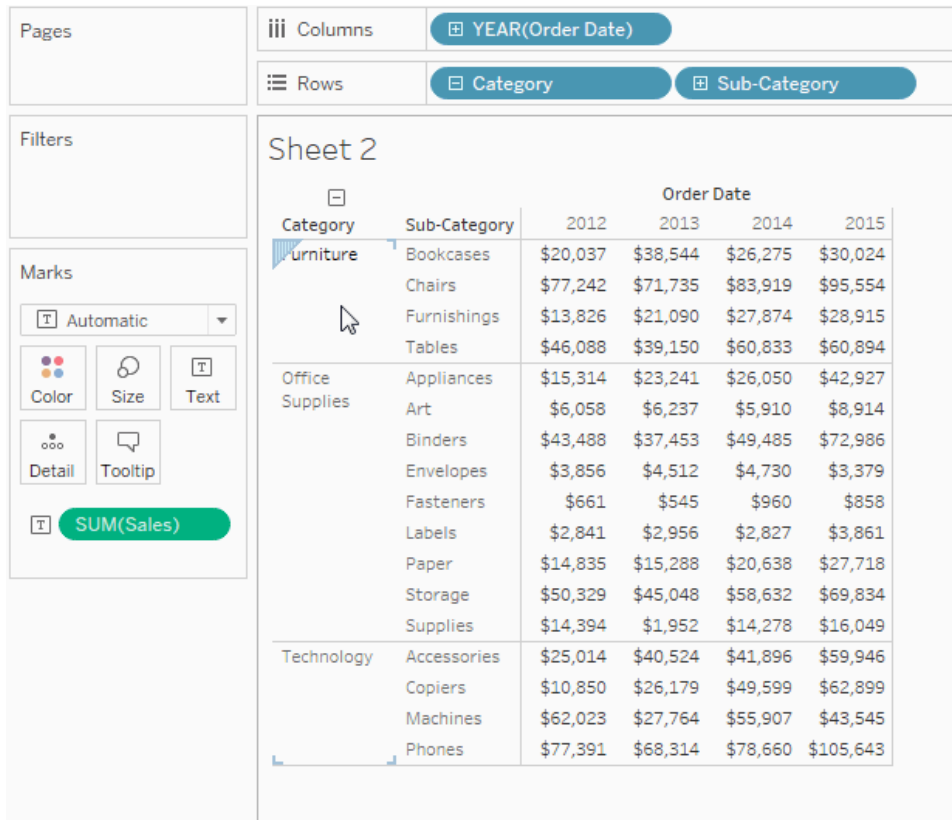 Pages
Columns YEAR(Order Date)
Rows Category Sub-Category
Filters
Marks
T Automatic
Color Size T Text
Detail Tooltip
T SUM(Sales)
Sheet 2
Order Date
Category Sub-Category 2012 2013 2014 2015
Furniture Bookcases $20,037 $38,544 $26,275 $30,024
Chairs $77,242 $71,735 $83,919 $95,554
Furnishings $13,826 $21,090 $27,874 $28,915
Tables $46,088 $39,150 $60,833 $60,894
Office Supplies Appliances $15,314 $23,241 $26,050 $42,927
Art $6,058 $6,237 $5,910 $8,914
Binders $43,488 $37,453 $49,485 $72,986
Envelopes $3,856 $4,512 $4,730 $3,379
Fasteners $661 $545 $960 $858
Labels $2,841 $2,956 $2,827 $3,861
Paper $14,835 $15,288 $20,638 $27,718
Storage $50,329 $45,048 $58,632 $69,834
Supplies $14,394 $1,952 $14,278 $16,049
Technology Accessories $25,014 $40,524 $41,896 $59,946
Copiers $10,850 $26,179 $49,599 $62,899
Machines $62,023 $27,764 $55,907 $43,545
Phones $77,391 $68,314 $78,660 $105,643